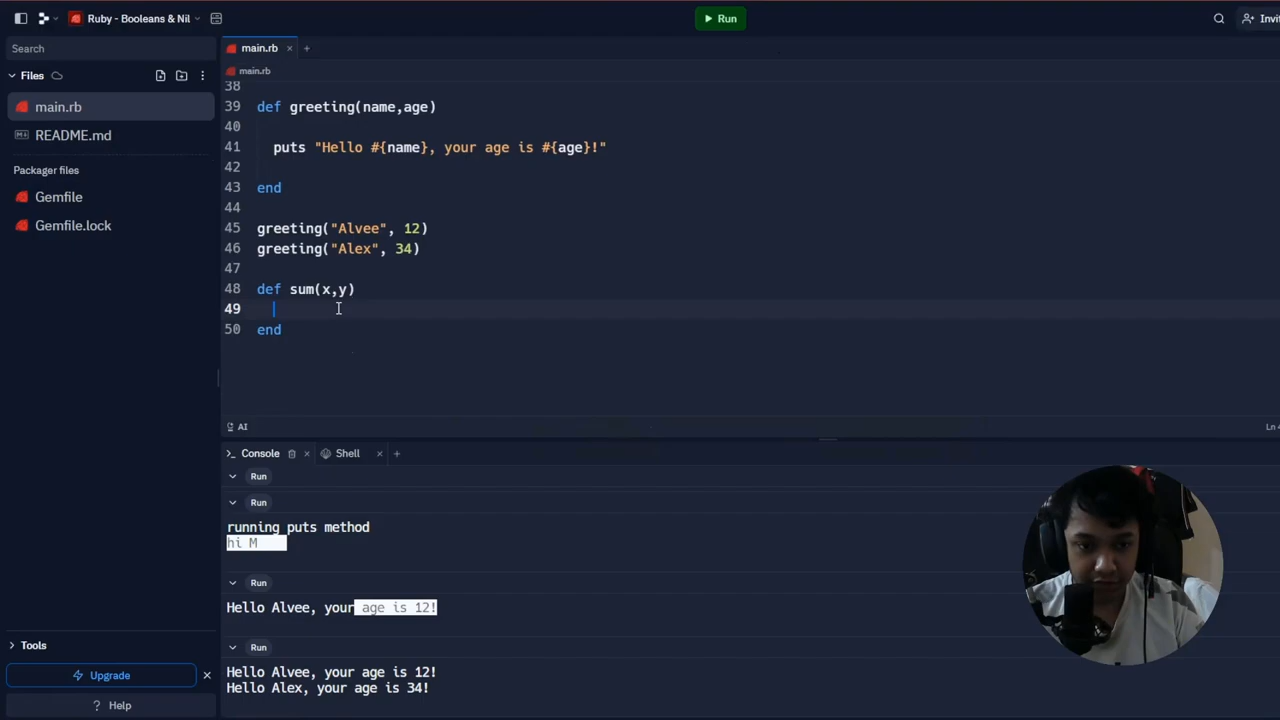 Ruby - Booleans & Nil
Run
Invi
Search
main.rb
Files
main.rb
main.rb
README.md
Packager files
Gemfile
Gemfile.lock
38
39 def greeting(name,age)
40
41 puts "Hello #{name}, your age is #{age}!"
42
43 end
44
45 greeting("Alvee", 12)
46 greeting("Alex", 34)
47
48 def sum(x,y)
49
50 end
AI
Ln 4
Console
Shell
Run
Run
running puts method
hi M
Run
Hello Alvee, your age is 12!
Run
Hello Alvee, your age is 12!
Hello Alex, your age is 34!
Tools
Upgrade
? Help